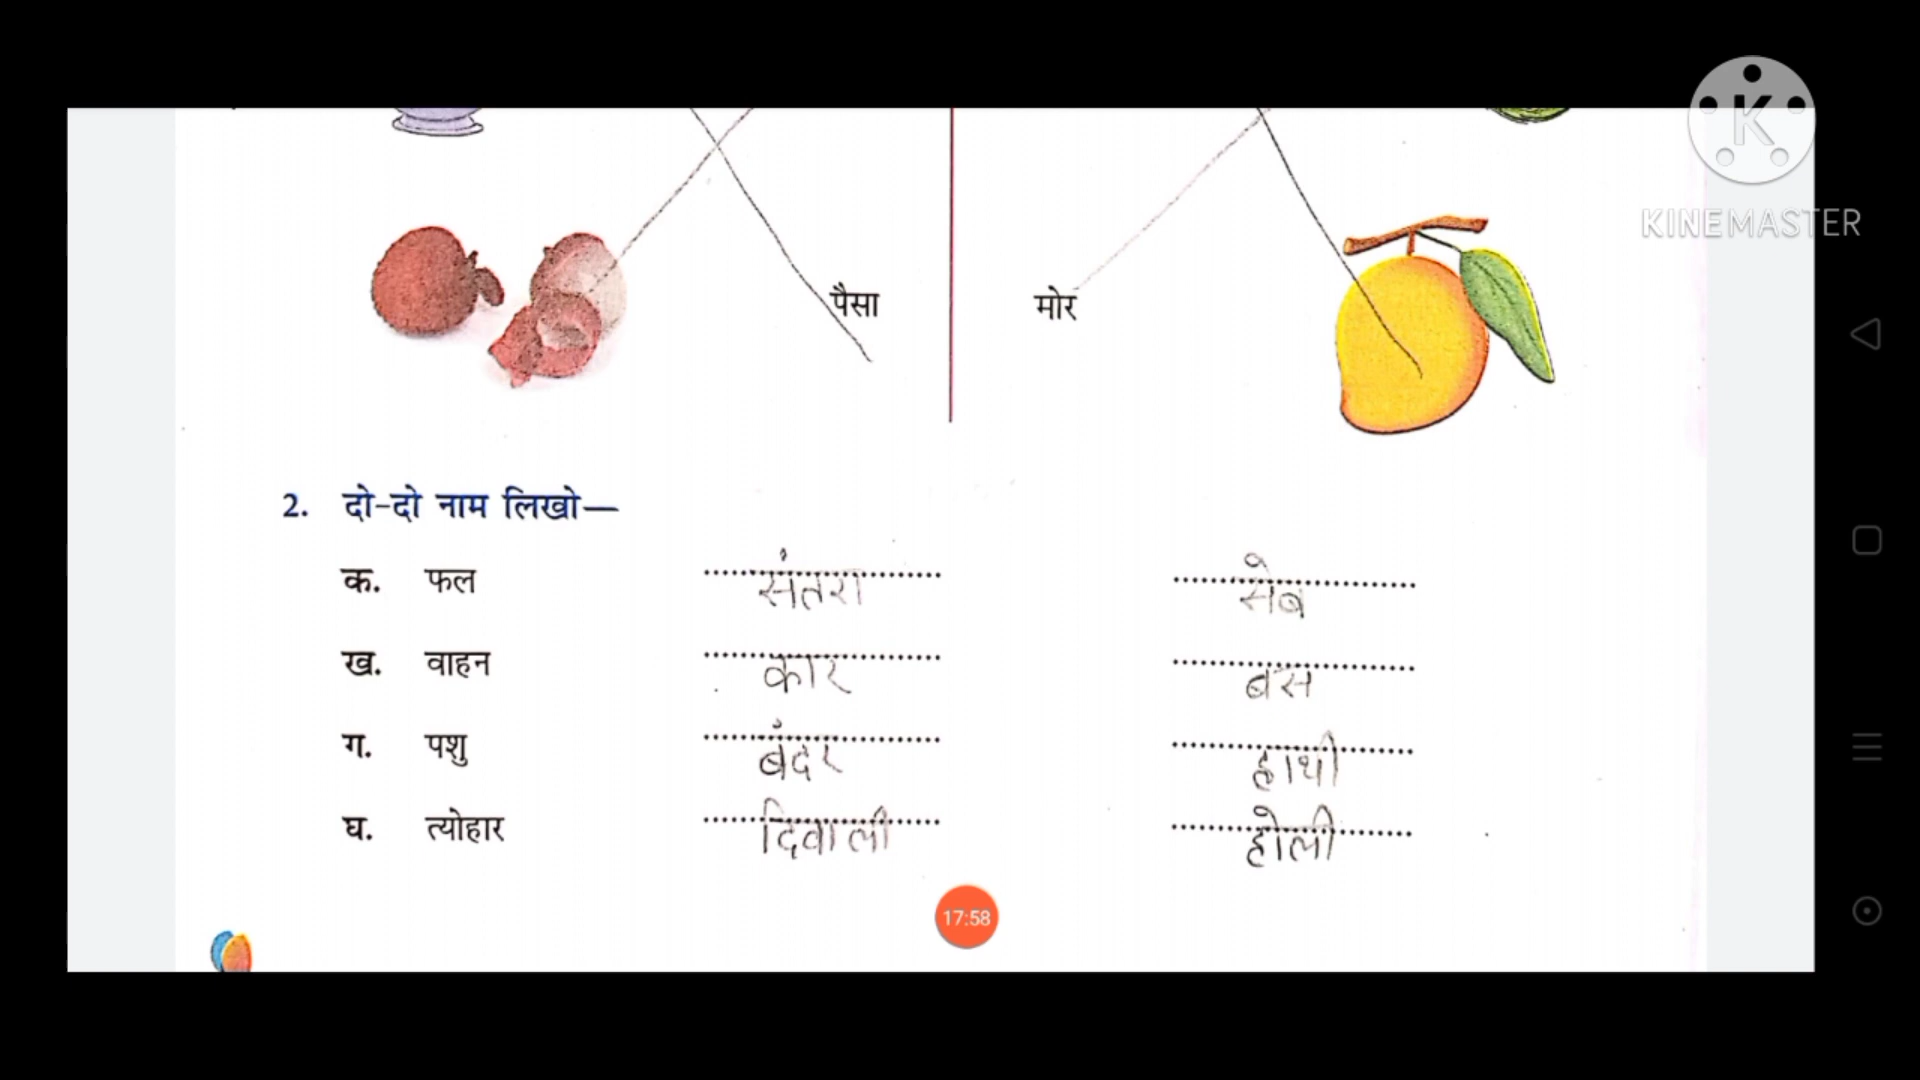 K
KINEMASTER
पैसा
मोर
2. दो-दो नाम लिखो—
क. फल संतरा सेब
ख. वाहन कार बस
ग. पशु बंदर हाथी
घ. त्योहार दिवाली होली
17:58